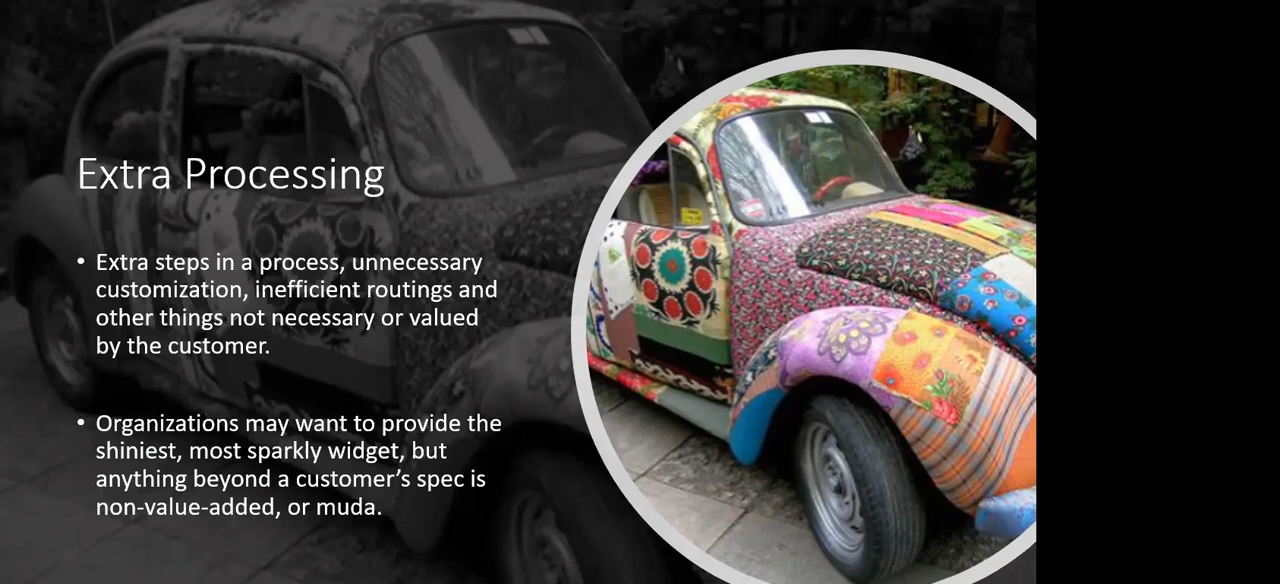 Extra Processing
• Extra steps in a process, unnecessary
customization, inefficient routings and
other things not necessary or valued
by the customer.
• Organizations may want to provide the
shiniest, most sparkly widget, but
anything beyond a customer’s spec is
non-value-added, or muda.